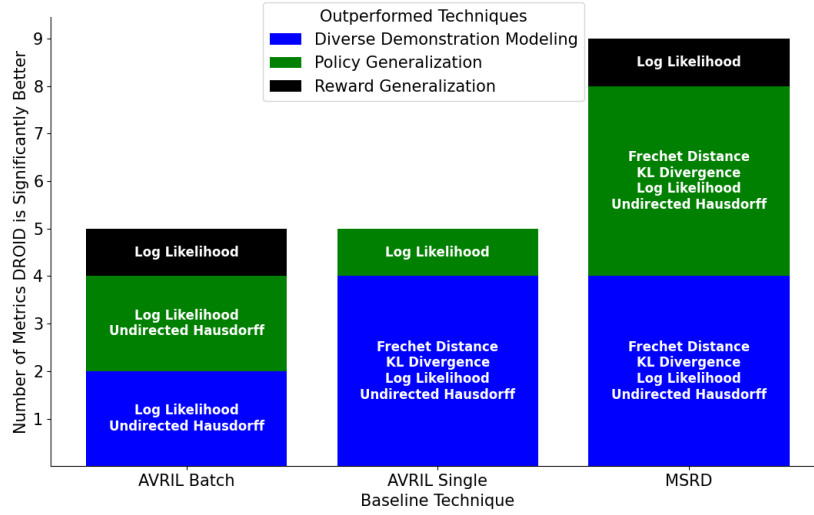 Outperformed Techniques
Diverse Demonstration Modeling
Policy Generalization
Reward Generalization
Number of Metrics DROID is Significantly Better
9
8
7
6
5
4
3
2
1
Log Likelihood
Log Likelihood
Undirected Hausdorff
Log Likelihood
Undirected Hausdorff
Log Likelihood
Frechet Distance
KL Divergence
Log Likelihood
Undirected Hausdorff
Log Likelihood
Frechet Distance
KL Divergence
Log Likelihood
Undirected Hausdorff
Frechet Distance
KL Divergence
Log Likelihood
Undirected Hausdorff
AVRIL Batch
AVRIL Single
MSRD
Baseline Technique